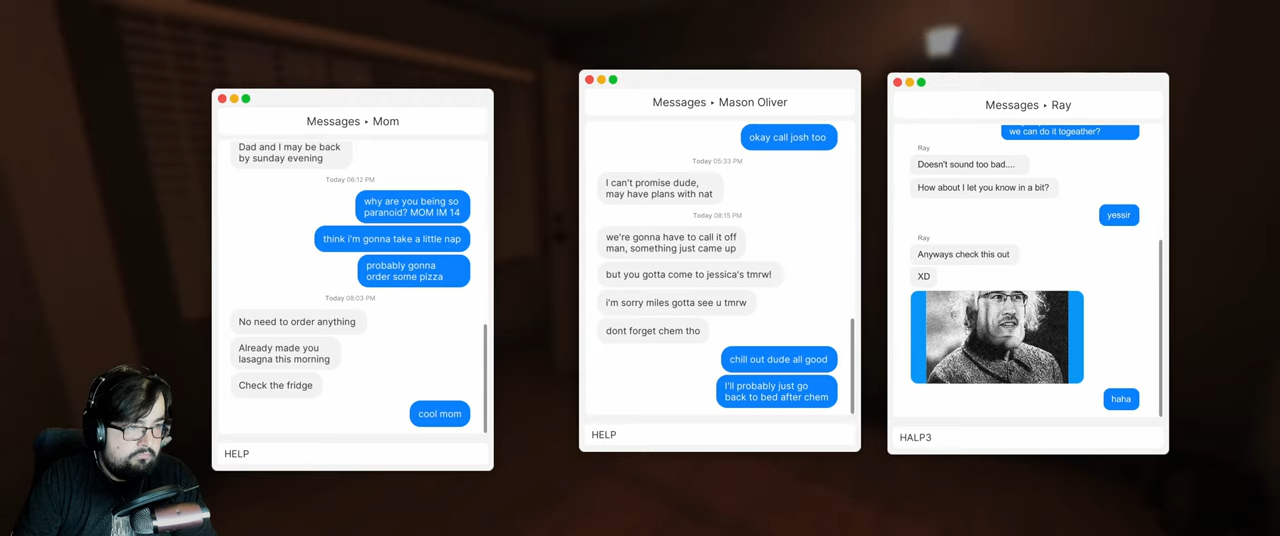 Messages ▸ Mom
Dad and I may be back
by sunday evening
Today 06:12 PM
why are you being so
paranoid? MOM IM 14
think i'm gonna take a little nap
probably gonna
order some pizza
Today 08:03 PM
No need to order anything
Already made you
lasagna this morning
Check the fridge
cool mom
HELP
Messages ▸ Mason Oliver
okay call josh too
Today 05:33 PM
I can't promise dude,
may have plans with nat
Today 08:15 PM
we're gonna have to call it off
man, something just came up
but you gotta come to jessica's tmrw!
i'm sorry miles gotta see u tmrw
dont forget chem tho
chill out dude all good
I'll probably just go
back to bed after chem
HELP
Messages ▸ Ray
we can do it togeather?
Ray
Doesn't sound too bad....
How about I let you know in a bit?
yessir
Ray
Anyways check this out
XD
haha
HALP3